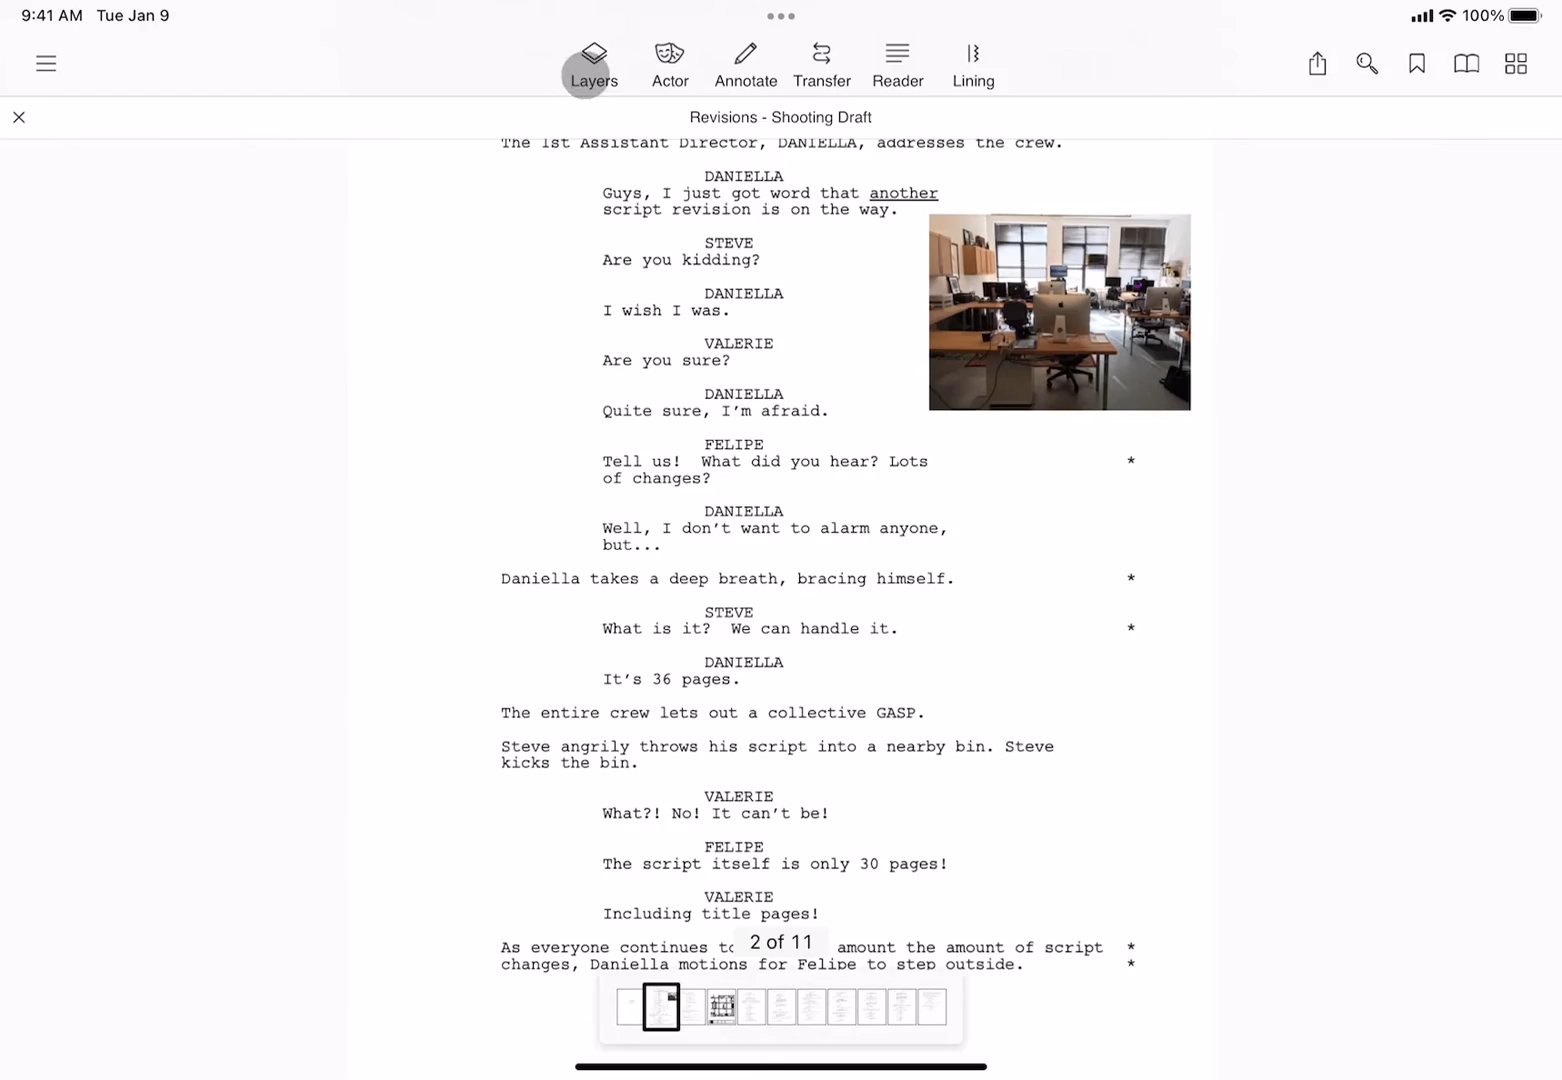 9:41 AM Tue Jan 9
100%
Layers Actor Annotate Transfer Reader Lining
Revisions - Shooting Draft
The 1st Assistant Director, DANIELLA, addresses the crew.
DANIELLA
Guys, I just got word that another
script revision is on the way.
STEVE
Are you kidding?
DANIELLA
I wish I was.
VALERIE
Are you sure?
DANIELLA
Quite sure, I'm afraid.
FELIPE
Tell us! What did you hear? Lots *
of changes?
DANIELLA
Well, I don't want to alarm anyone,
but...
Daniella takes a deep breath, bracing himself. *
STEVE
What is it? We can handle it. *
DANIELLA
It's 36 pages.
The entire crew lets out a collective GASP.
Steve angrily throws his script into a nearby bin. Steve
kicks the bin.
VALERIE
What?! No! It can't be!
FELIPE
The script itself is only 30 pages!
VALERIE
Including title pages!
As everyone continues to amount the amount of script *
changes, Daniella motions for Felipe to step outside. *
2 of 11